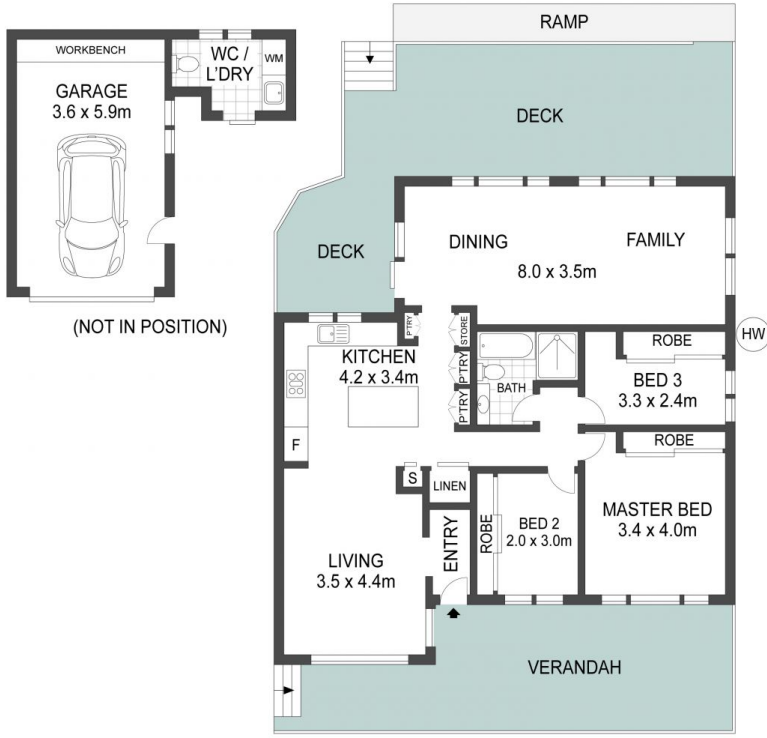 RAMP
WORKBENCH
GARAGE
3.6 x 5.9m
WC /
L'DRY
WM
DECK
DECK
DINING
FAMILY
8.0 x 3.5m
(NOT IN POSITION)
P'TRY
STORE
KITCHEN
4.2 x 3.4m
P'TRY
P'TRY
BATH
ROBE
BED 3
3.3 x 2.4m
HW
F
S
LINEN
ROBE
MASTER BED
3.4 x 4.0m
ROBE
BED 2
2.0 x 3.0m
ENTRY
LIVING
3.5 x 4.4m
VERANDAH